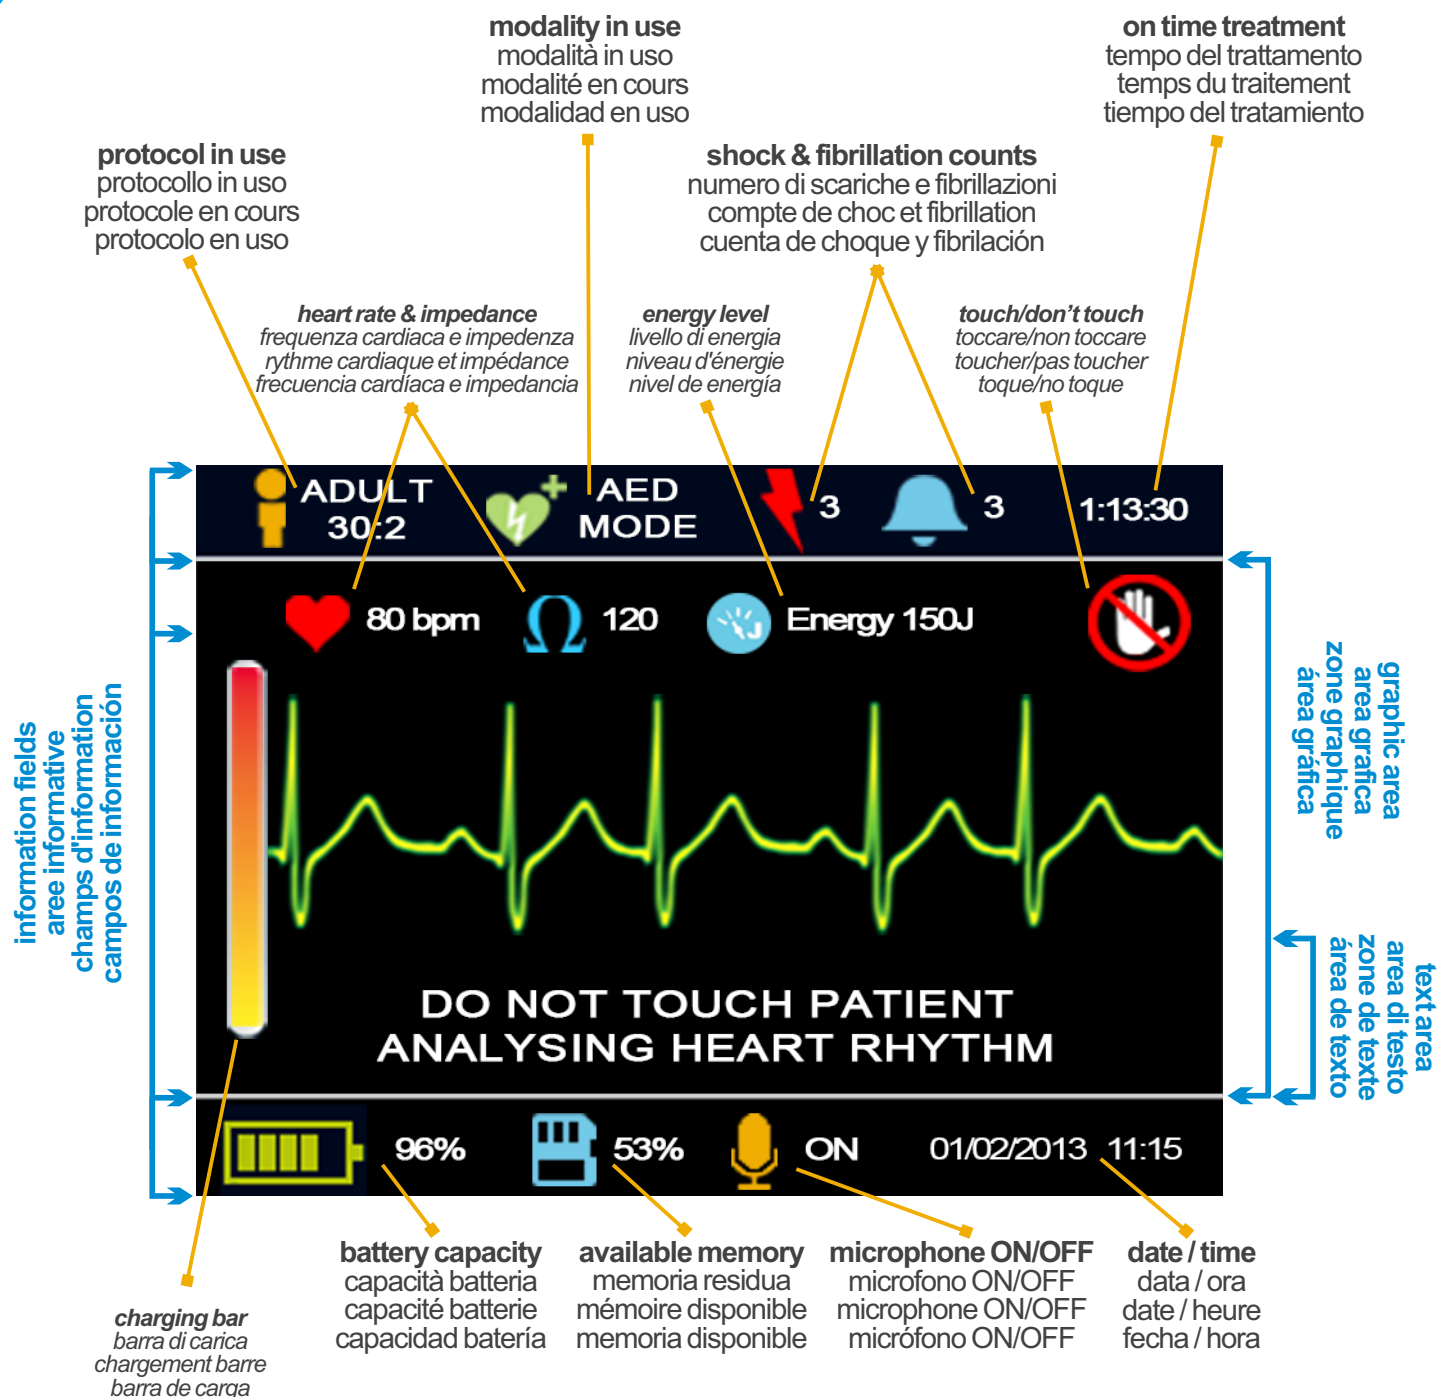 modality in use
modalità in uso
modalité en cours
modalidad en uso
on time treatment
tempo del trattamento
temps du traitement
tiempo del tratamiento
protocol in use
protocollo in uso
protocole en cours
protocolo en uso
shock & fibrillation counts
numero di scariche e fibrillazioni
compte de choc et fibrillation
cuenta de choque y fibrilación
heart rate & impedance
frequenza cardiaca e impedenza
rythme cardiaque et impédance
frecuencia cardíaca e impedancia
energy level
livello di energia
niveau d'énergie
nivel de energía
touch/don't touch
toccare/non toccare
toucher/pas toucher
toque/no toque
ADULT
30:2
AED
MODE
3
3
1:13:30
80 bpm
Ω
120
J
Energy 150J
information fields
aree informative
champs d'information
campos de información
graphic area
area grafica
zone graphique
área gráfica
text area
area di testo
zone de texte
área de texto
DO NOT TOUCH PATIENT
ANALYSING HEART RHYTHM
96%
53%
ON
01/02/2013 11:15
battery capacity
capacità batteria
capacité batterie
capacidad batería
available memory
memoria residua
mémoire disponible
memoria disponible
microphone ON/OFF
microfono ON/OFF
microphone ON/OFF
micrófono ON/OFF
date / time
data / ora
date / heure
fecha / hora
charging bar
barra di carica
chargement barre
barra de carga